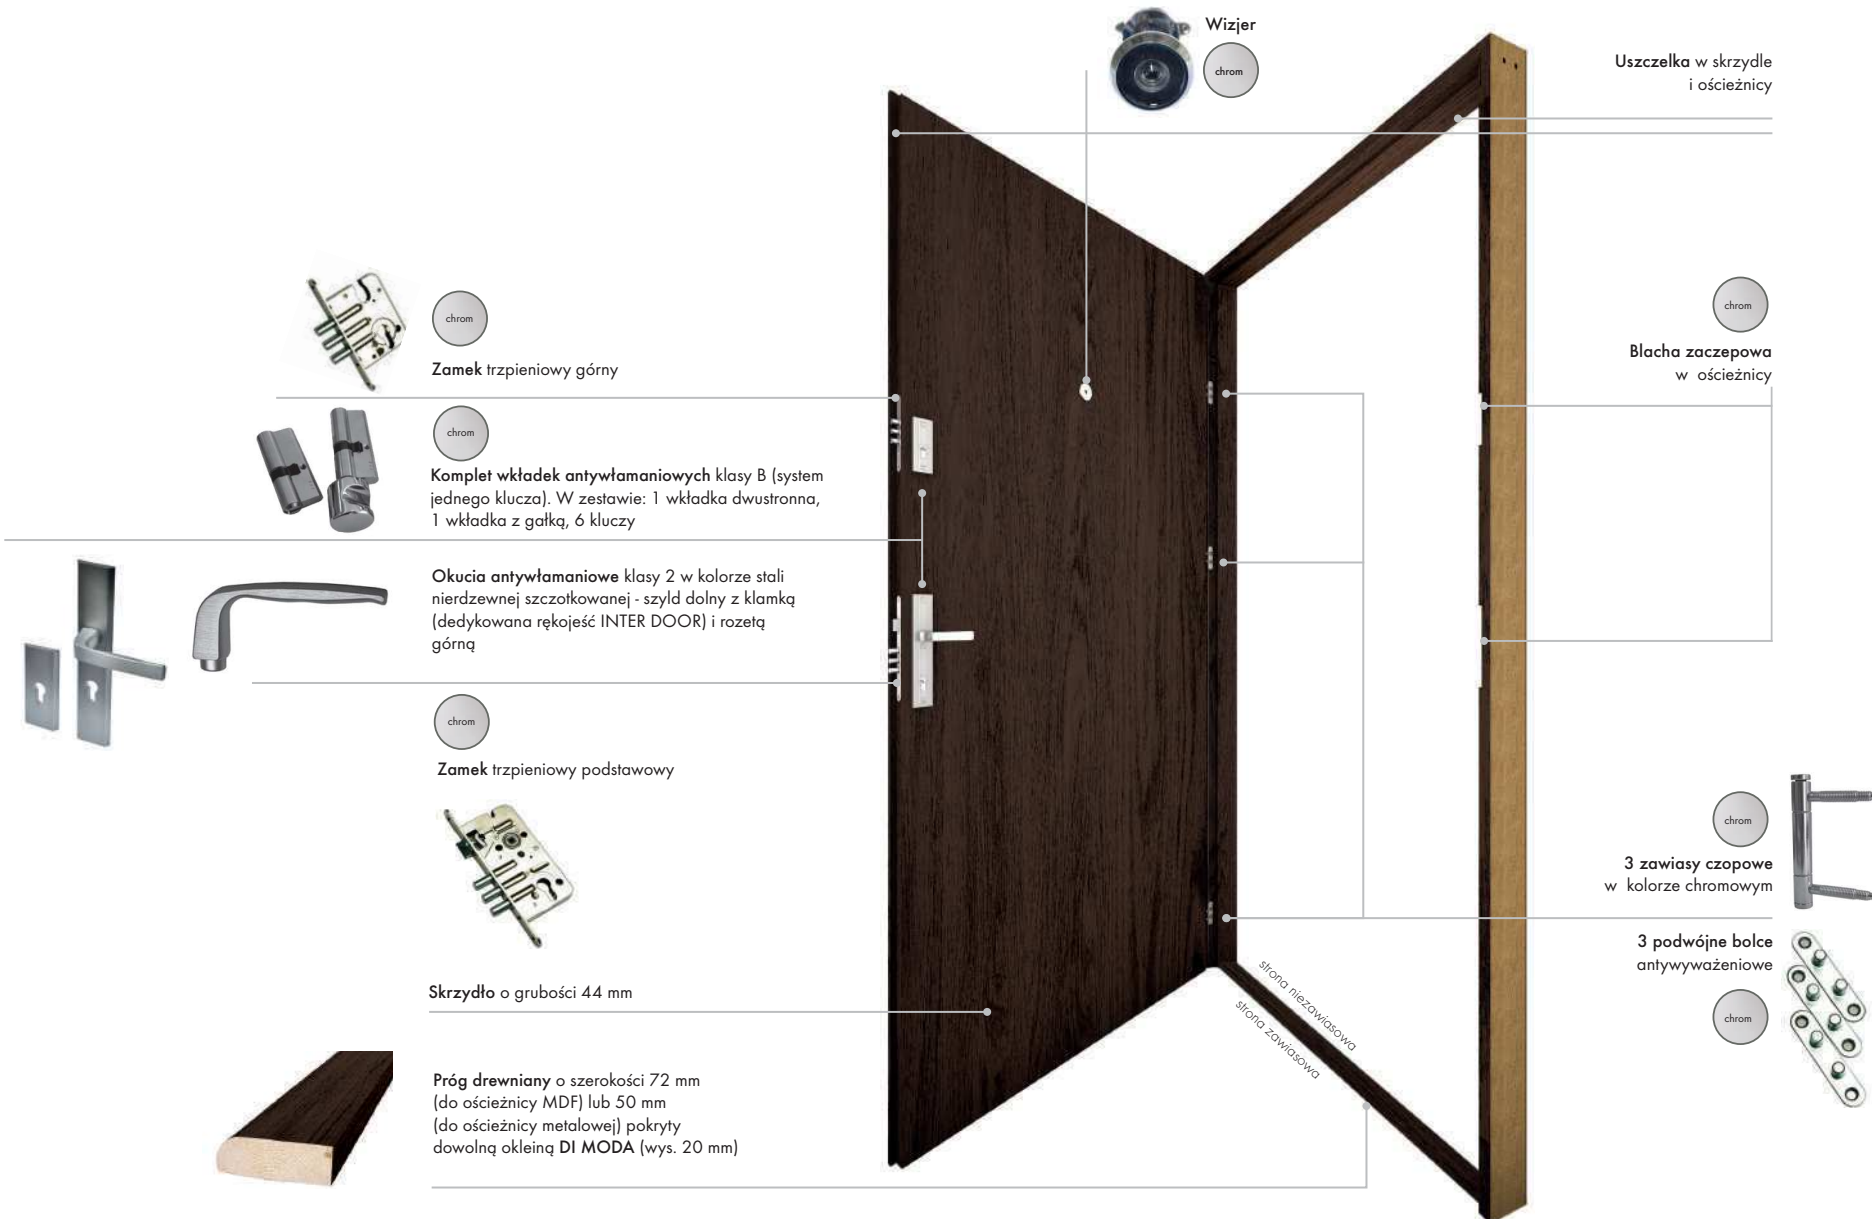 Wizjer
chrom
Uszczelka w skrzydle
i ościeżnicy
chrom
Zamek trzpieniowy górny
chrom
Blacha zaczepowa
w ościeżnicy
chrom
Komplet wkładek antywłamaniowych klasy B (system
jednego klucza). W zestawie: 1 wkładka dwustronna,
1 wkładka z gałką, 6 kluczy
Okucia antywłamaniowe klasy 2 w kolorze stali
nierdzewnej szczotkowanej - szyld dolny z klamką
(dedykowana rękojeść INTER DOOR) i rozetą
górną
chrom
Zamek trzpieniowy podstawowy
chrom
3 zawiasy czopowe
w kolorze chromowym
3 podwójne bolce
antywyważeniowe
chrom
Skrzydło o grubości 44 mm
strona niezawiasowa
strona zawiasowa
Próg drewniany o szerokości 72 mm
(do ościeżnicy MDF) lub 50 mm
(do ościeżnicy metalowej) pokryty
dowolną okleiną DI MODA (wys. 20 mm)